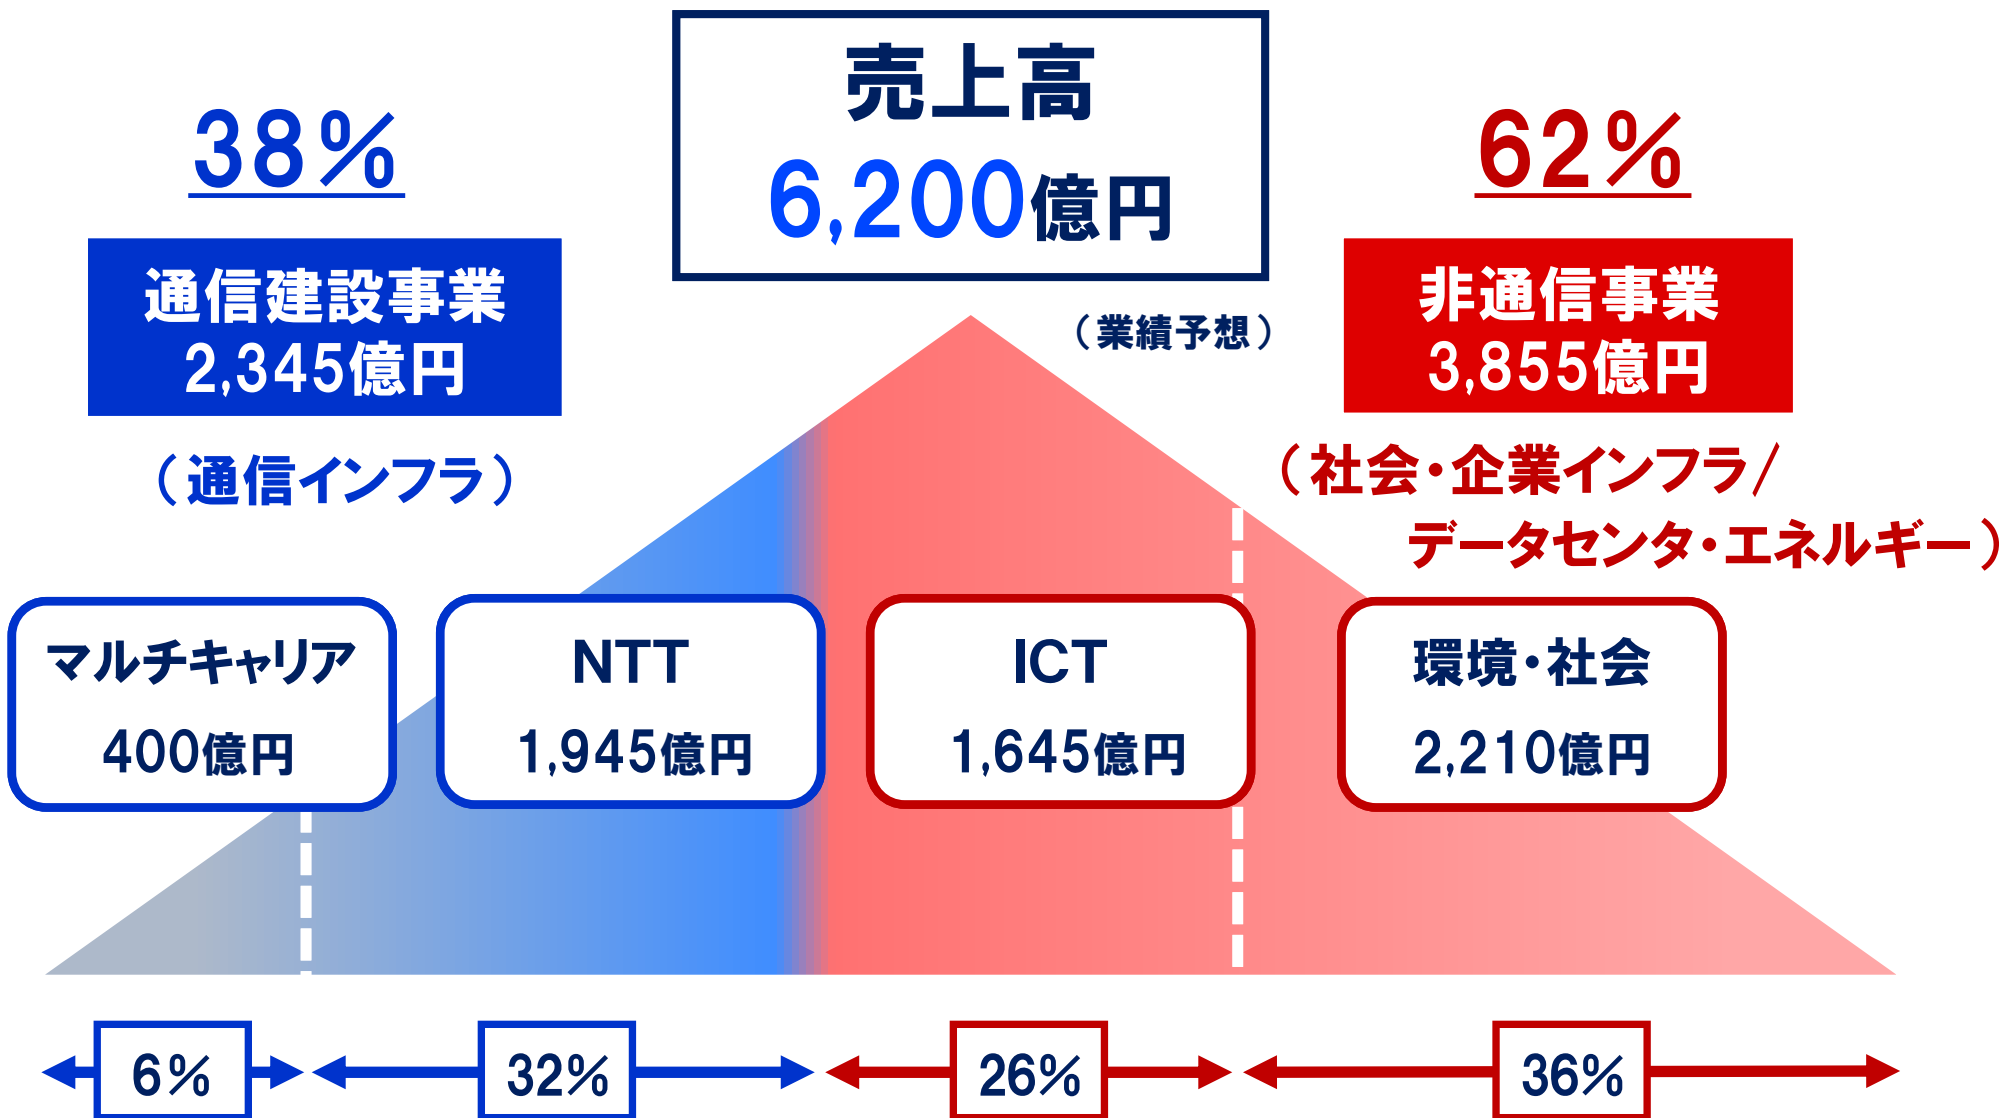 売上高
6,200億円
（業績予想）
38%
通信建設事業
2,345億円
（通信インフラ）
62%
非通信事業
3,855億円
（社会・企業インフラ/
データセンタ・エネルギー）
マルチキャリア
400億円
NTT
1,945億円
ICT
1,645億円
環境・社会
2,210億円
6%
32%
26%
36%